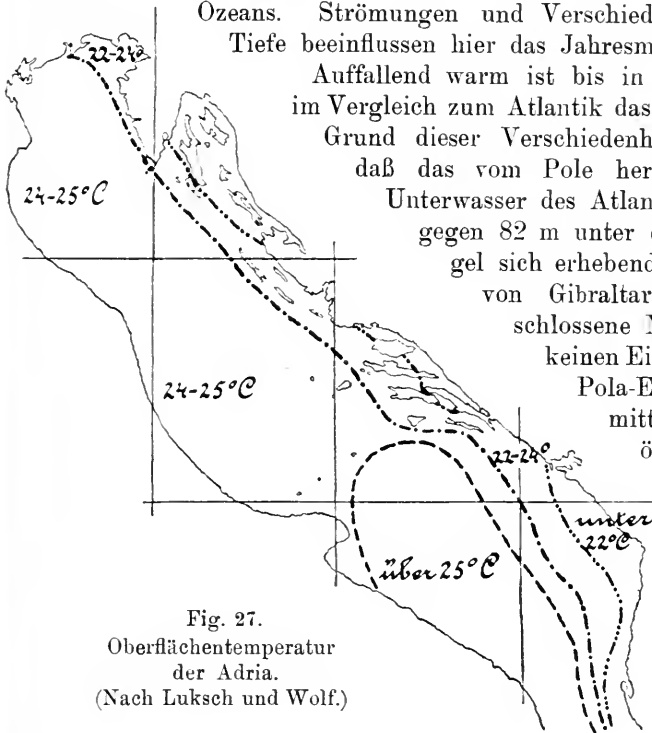 Ozeans. Strömungen und Verschied
Tiefe beeinflussen hier das Jahresm
Auffallend warm ist bis in
im Vergleich zum Atlantik das
Grund dieser Verschiedenh
daß das vom Pole her
Unterwasser des Atlan
gegen 82 m unter
gel sich erhebend
von Gibraltar
schlossene
keinen Ei
Pola-E
mitt
ö
22-24°
24-25°C
24-25°C
22-24°
unter
22°C
über 25°C
Fig. 27.
Oberflächentemperatur
der Adria.
(Nach Luksch und Wolf.)